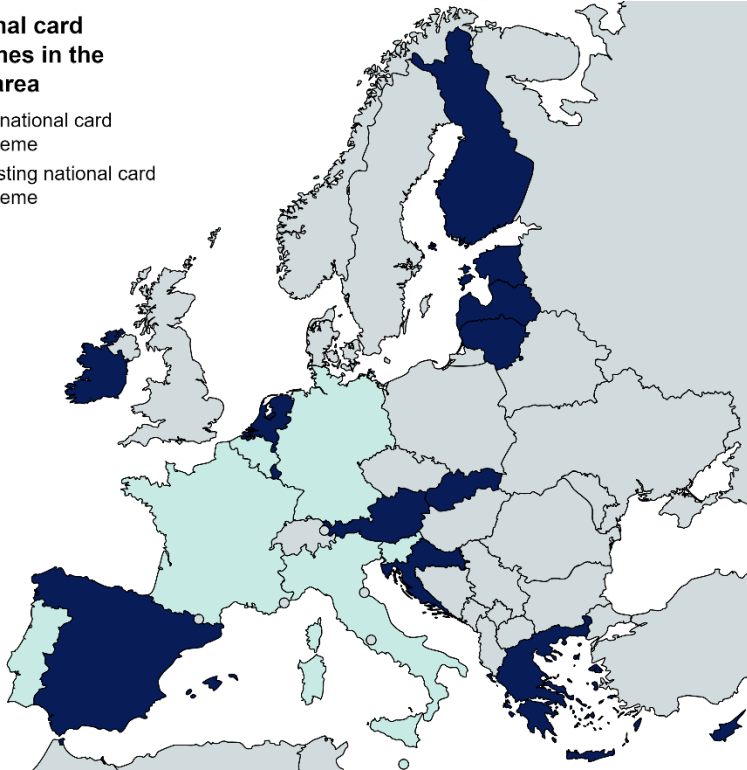 nal card
nes in the
area
national card
eme
sting national card
eme